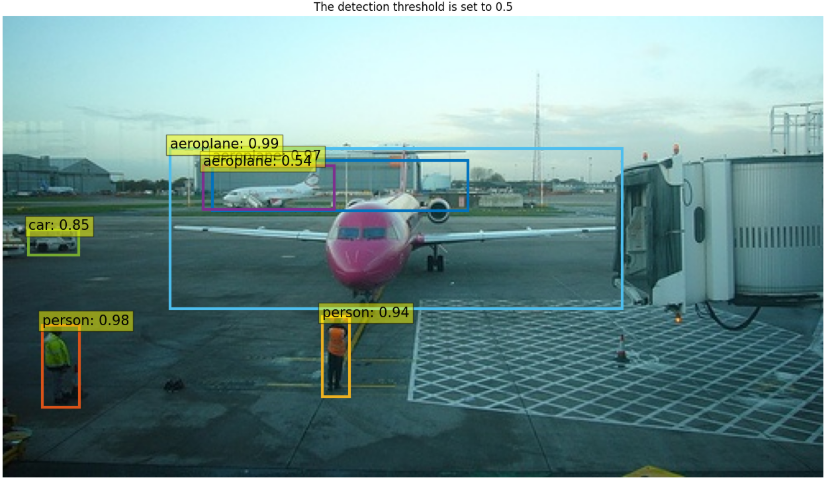 The detection threshold is set to 0.5
aeroplane: 0.99
aeroplane: 0.54
car: 0.85
person: 0.94
person: 0.98